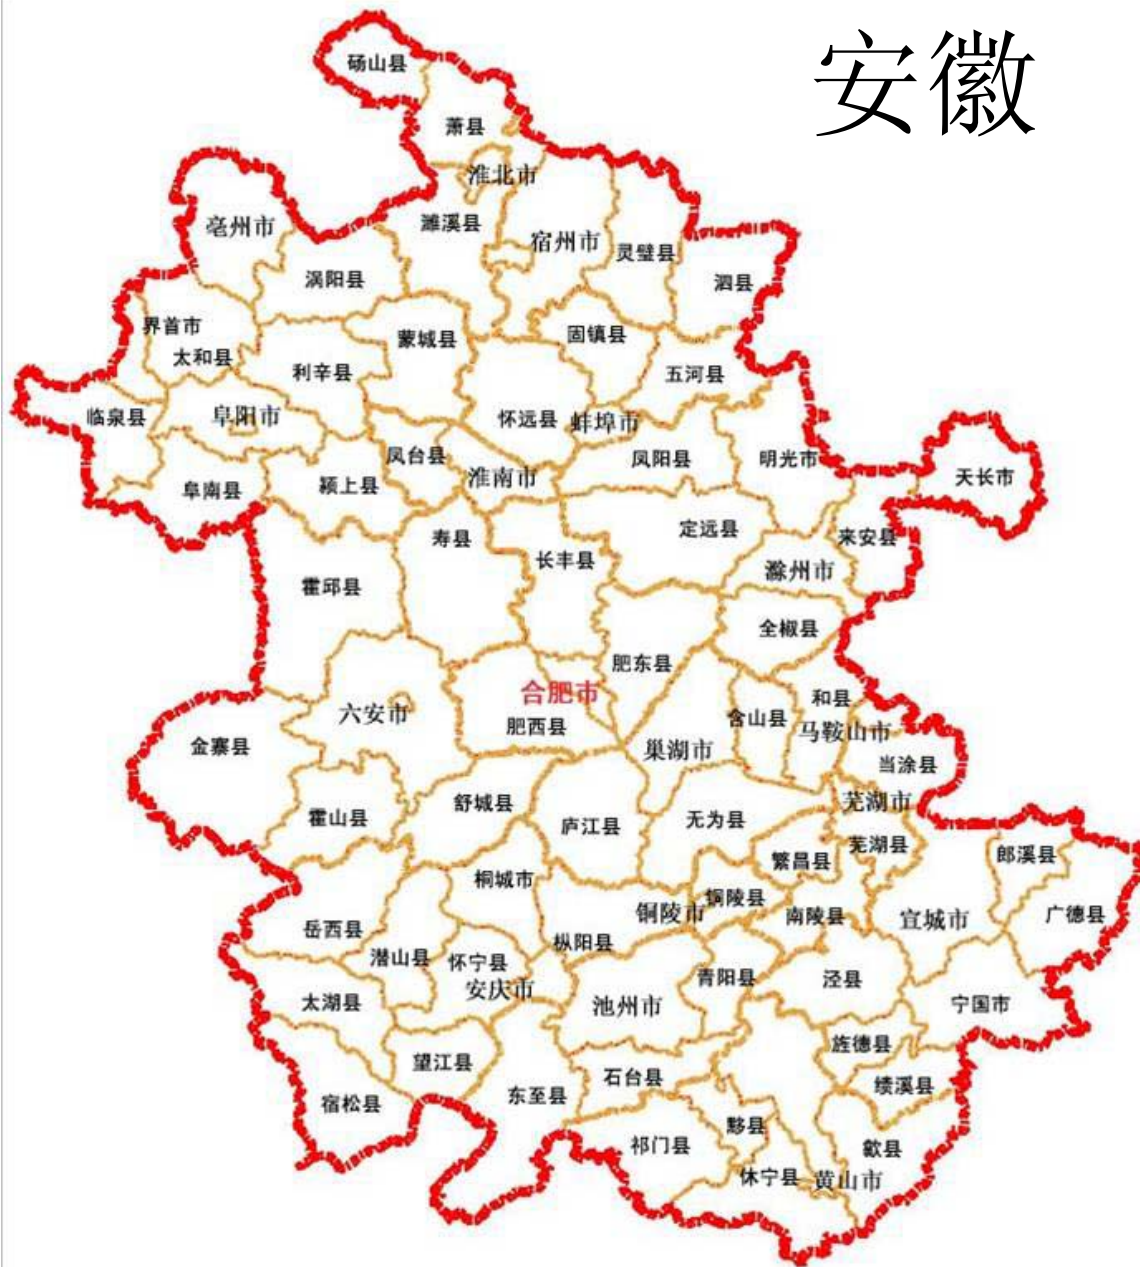 安徽
砀山县
萧县
淮北市
濉溪县
亳州市
宿州市
灵璧县
涡阳县
泗县
界首市
蒙城县
固镇县
太和县
利辛县
五河县
临泉县
阜阳市
怀远县
蚌埠市
凤台县
凤阳县
明光市
淮南市
天长市
阜南县
颍上县
定远县
寿县
来安县
长丰县
滁州市
霍邱县
全椒县
肥东县
合肥市
和县
六安市
含山县
肥西县
马鞍山市
金寨县
巢湖市
当涂县
舒城县
芜湖市
霍山县
庐江县
无为县
芜湖县
郎溪县
繁昌县
桐城市
铜陵县
铜陵市
南陵县
广德县
宣城市
岳西县
枞阳县
潜山县
怀宁县
青阳县
泾县
安庆市
太湖县
池州市
宁国市
旌德县
望江县
石台县
绩溪县
东至县
宿松县
黟县
祁门县
歙县
休宁县
黄山市